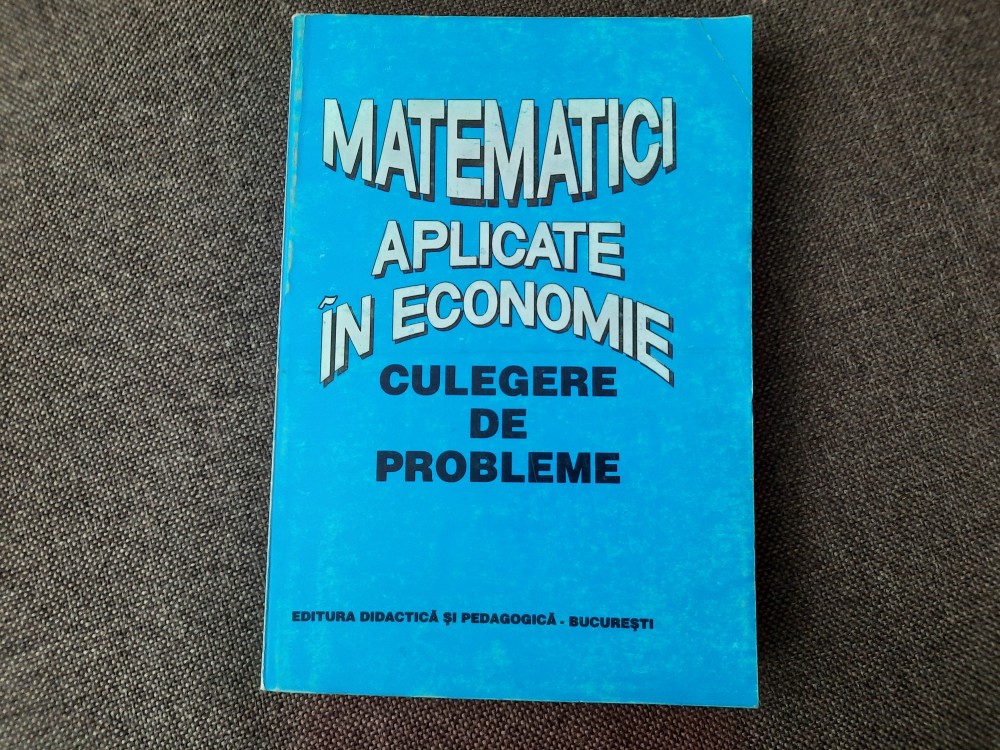 MATEMATICI
APLICATE
ÎN ECONOMIE
CULEGERE
DE
PROBLEME
EDITURA DIDACTICĂ ŞI PEDAGOGICĂ - BUCUREŞTI